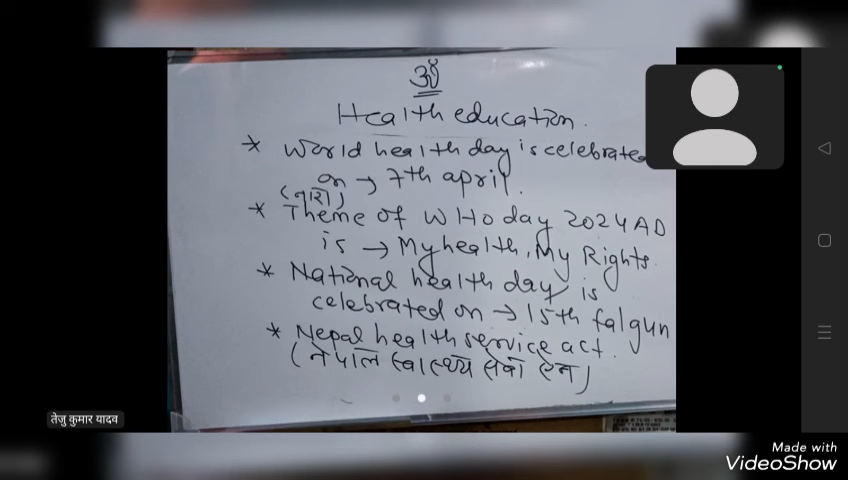 ॐ
Health education.
* World health day is celebrated
on → 7th april.
(नारा)
* Theme of WHO day 2024 AD
is → My health, My Rights.
* National health day is
celebrated on → 15th falgun
* Nepal health service act.
(नेपाल स्वास्थ्य सेवा ऐन)
तेजु कुमार यादव
Made with
VideoShow